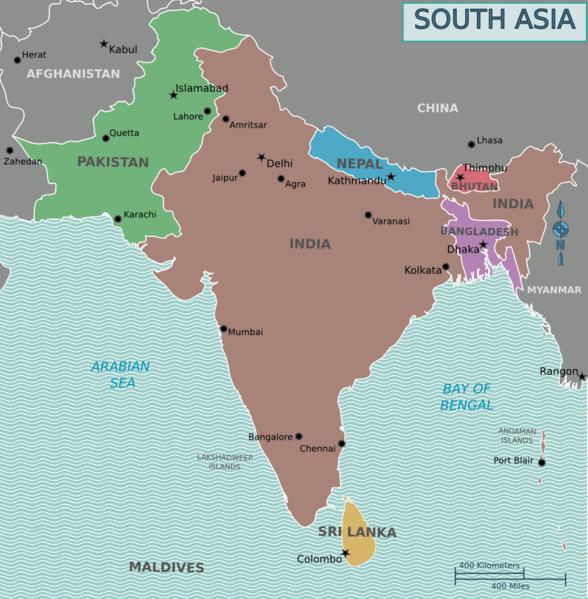 SOUTH ASIA
Herat
Kabul
AFGHANISTAN
Islamabad
CHINA
Lahore
Amritsar
Quetta
Lhasa
Zahedan
PAKISTAN
Delhi
NEPAL
Thimphu
Jaipur
Agra
Kathmandu
BHUTAN
INDIA
Karachi
Varanasi
BANGLADESH
INDIA
Dhaka
N
Kolkata
MYANMAR
Mumbai
ARABIAN
SEA
Rangon
BAY OF
BENGAL
Bangalore
Chennai
ANDAMAN
ISLANDS
LAKSHADWEEP
ISLANDS
Port Blair
SRI LANKA
Colombo
MALDIVES
400 Kilometers
400 Miles